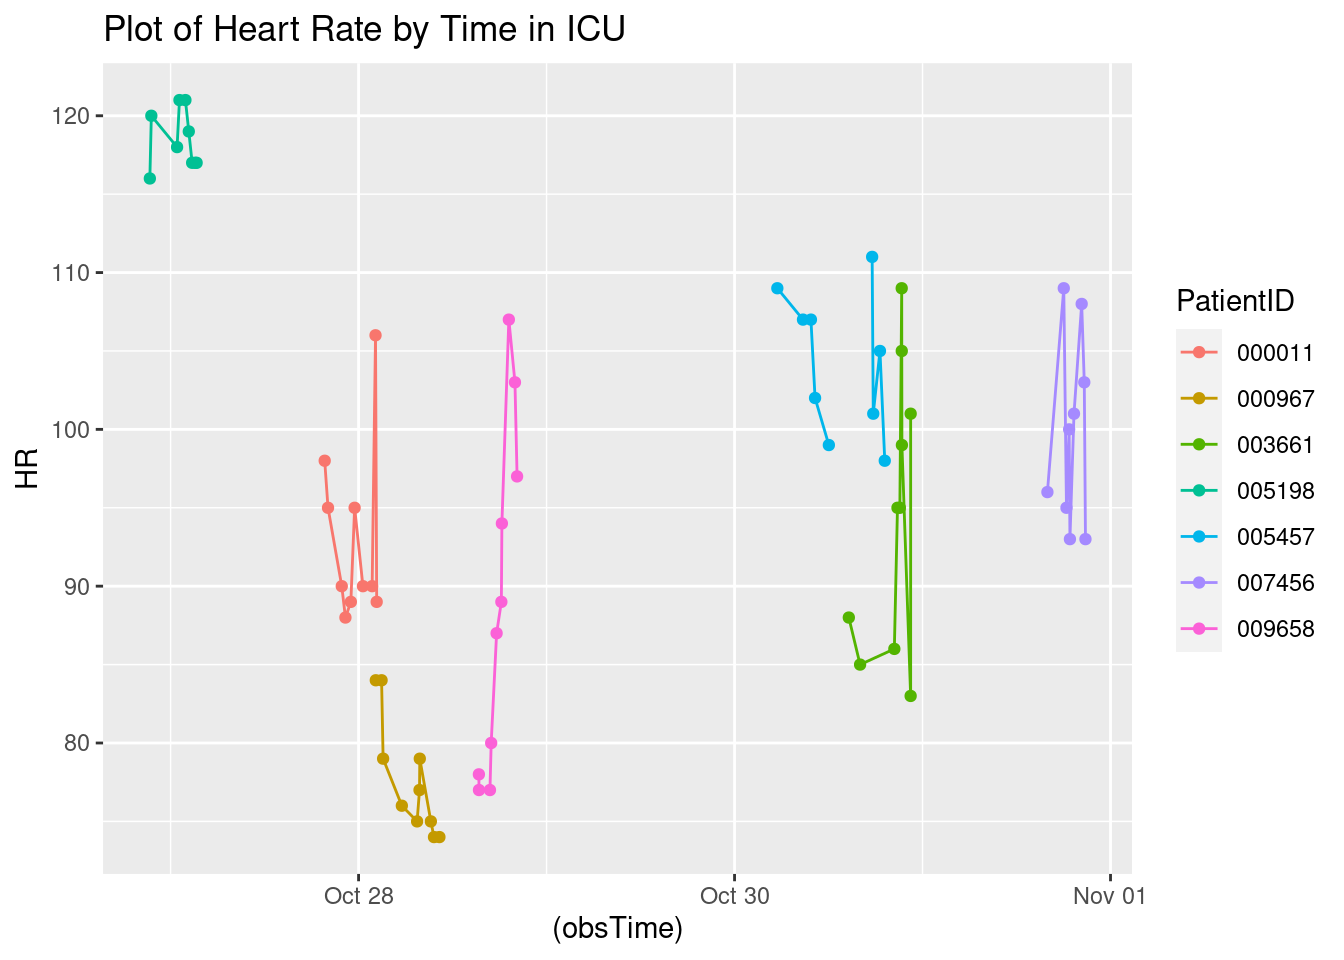 Plot of Heart Rate by Time in ICU
120
110
100
90
80
HR
Oct 28
Oct 30
Nov 01
(obsTime)
PatientID
000011
000967
003661
005198
005457
007456
009658